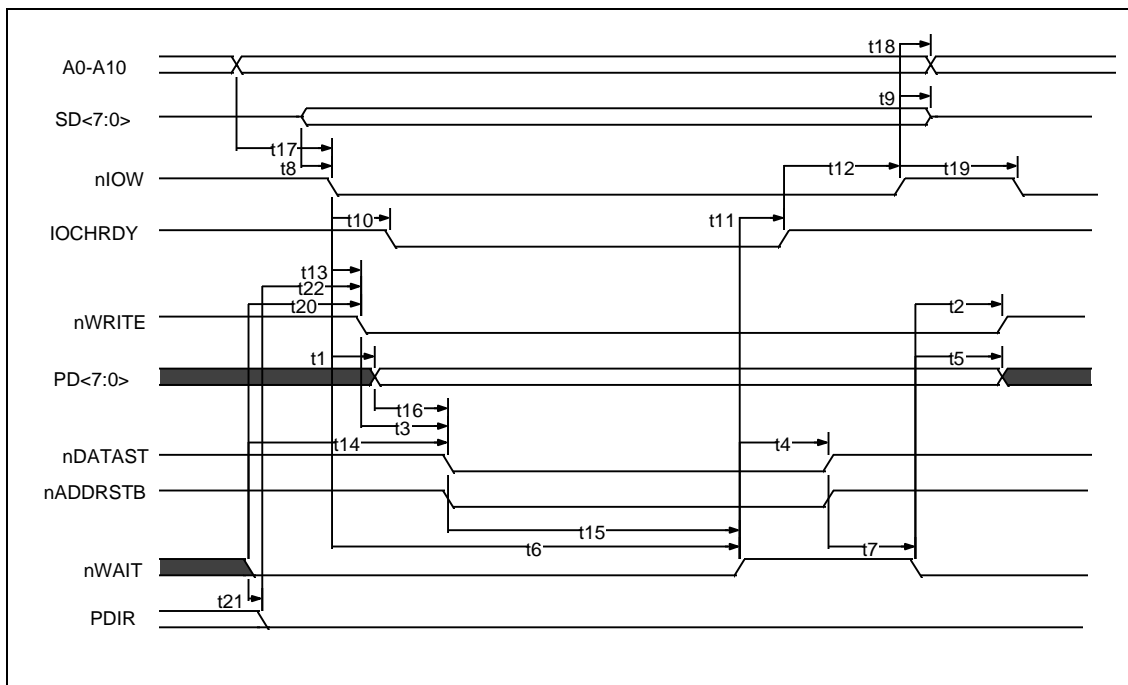 t18
A0-A10
t9
SD<7:0>
t17
t8
t12
t19
nIOW
t10
t11
IOCHRDY
t13
t22
t20
t2
nWRITE
t1
t5
PD<7:0>
t16
t3
t14
t4
nDATAST
nADDRSTB
t15
t6
t7
nWAIT
t21
PDIR